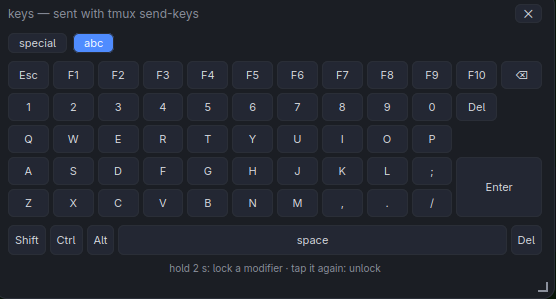 keys — sent with tmux send-keys ×
special abc
Esc F1 F2 F3 F4 F5 F6 F7 F8 F9 F10 ⌫
1 2 3 4 5 6 7 8 9 0 Del
Q W E R T Y U I O P
A S D F G H J K L ; Enter
Z X C V B N M , . /
Shift Ctrl Alt space Del
hold 2 s: lock a modifier · tap it again: unlock